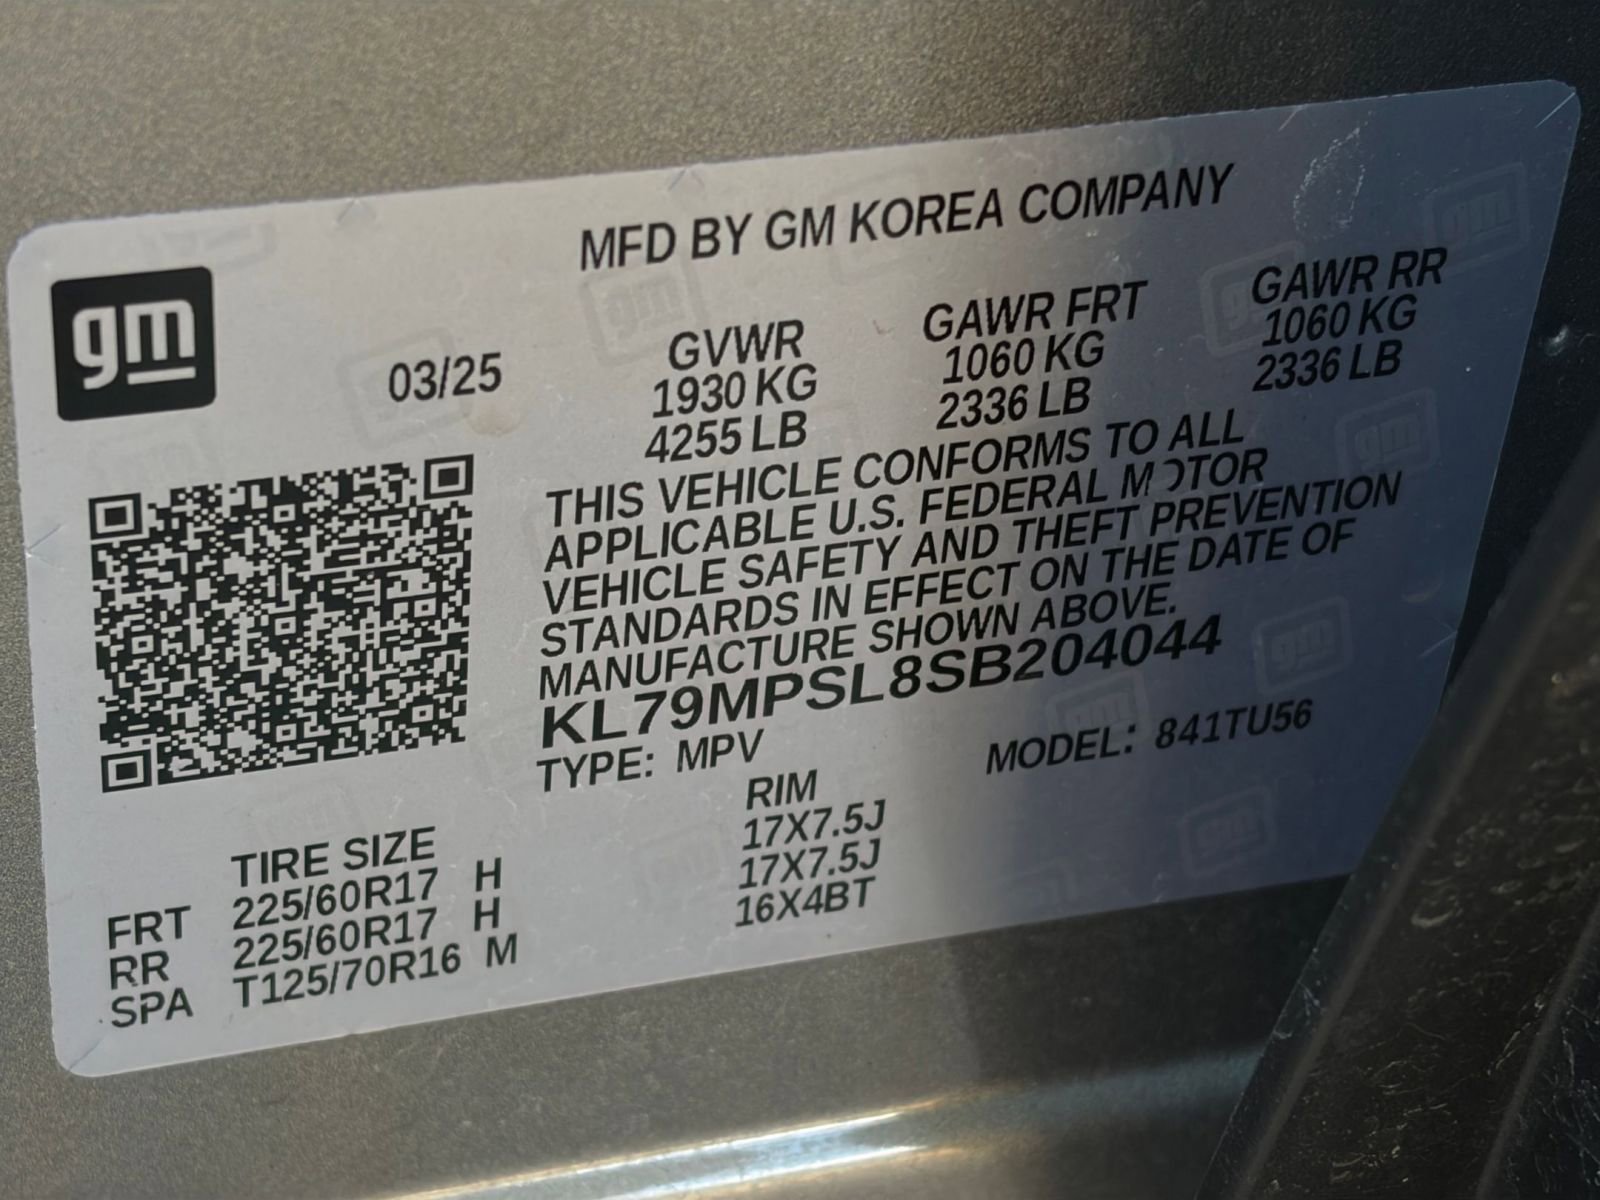 MFD BY GM KOREA COMPANY
gm
03/25
GVWR GAWR FRT GAWR RR
1930 KG 1060 KG 1060 KG
4255 LB 2336 LB 2336 LB
THIS VEHICLE CONFORMS TO ALL
APPLICABLE U.S. FEDERAL MOTOR
VEHICLE SAFETY AND THEFT PREVENTION
STANDARDS IN EFFECT ON THE DATE OF
MANUFACTURE SHOWN ABOVE.
KL79MPSL8SB204044
TYPE: MPV MODEL: 841TU56
TIRE SIZE RIM
FRT 225/60R17 H 17X7.5J
RR 225/60R17 H 17X7.5J
SPA T125/70R16 M 16X4BT